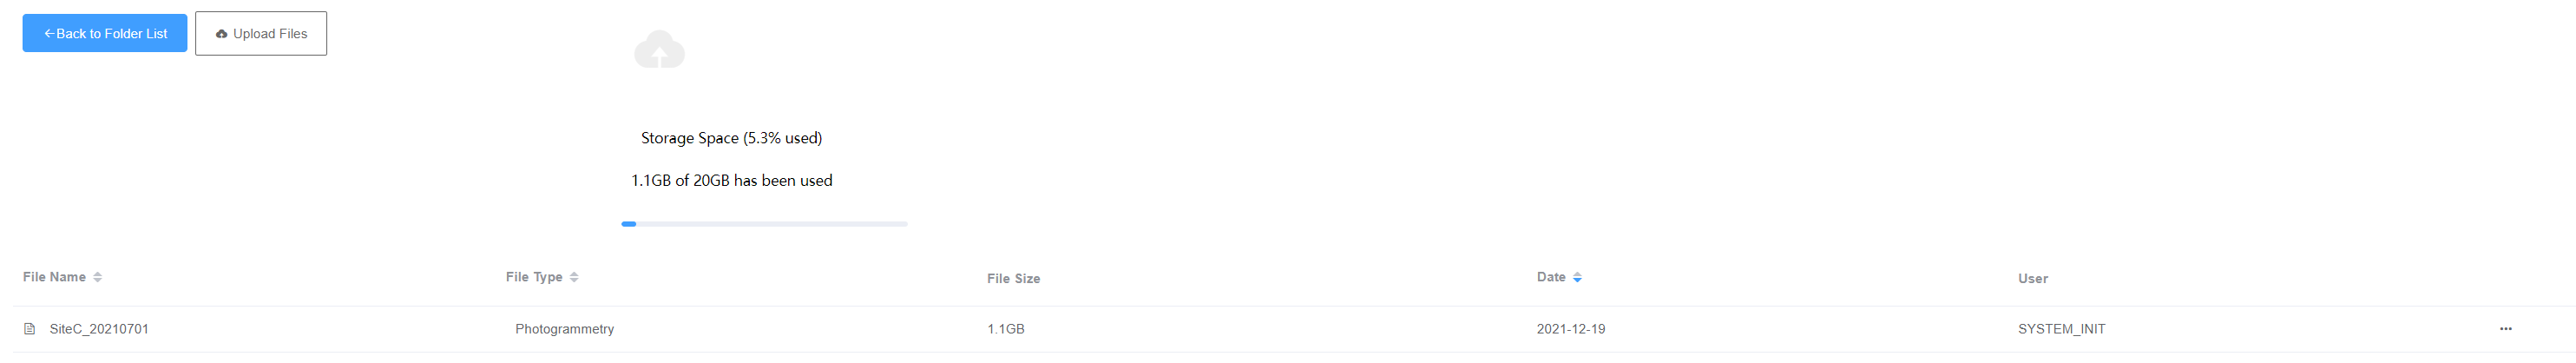 ←Back to Folder List Upload Files
Storage Space (5.3% used)
1.1GB of 20GB has been used
File Name File Type File Size Date User
SiteC_20210701 Photogrammetry 1.1GB 2021-12-19 SYSTEM_INIT ···